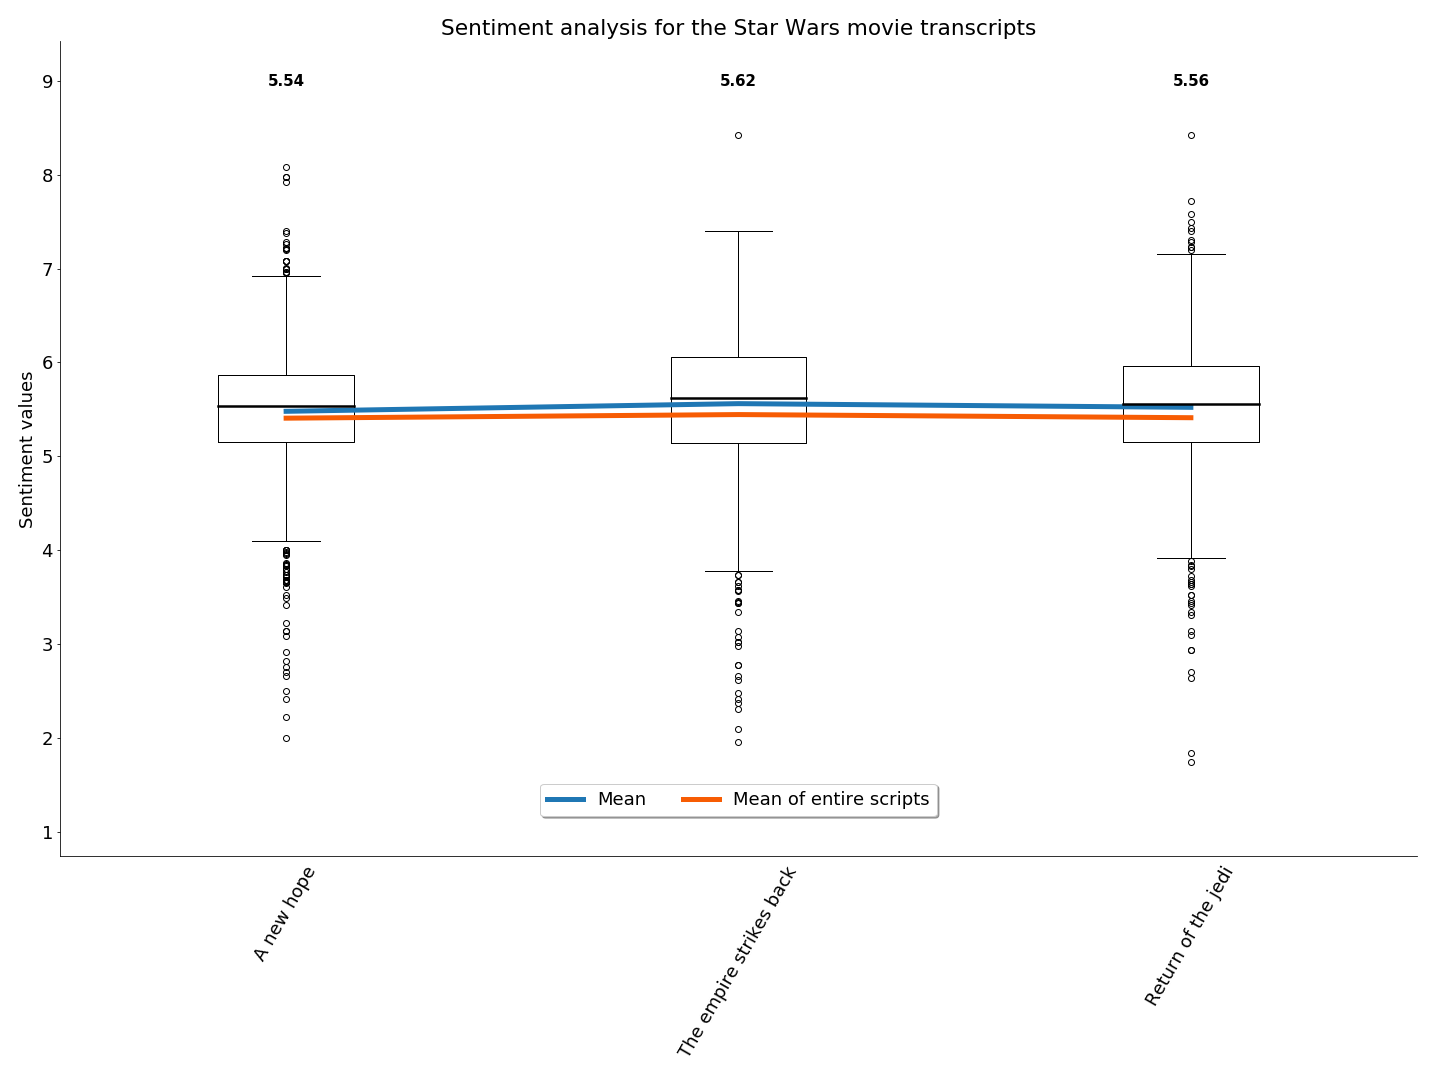 Sentiment analysis for the Star Wars movie transcripts
5.54
5.62
5.56
9
8
7
6
5
4
3
2
1
Sentiment values
Mean
Mean of entire scripts
A new hope
The empire strikes back
Return of the jedi